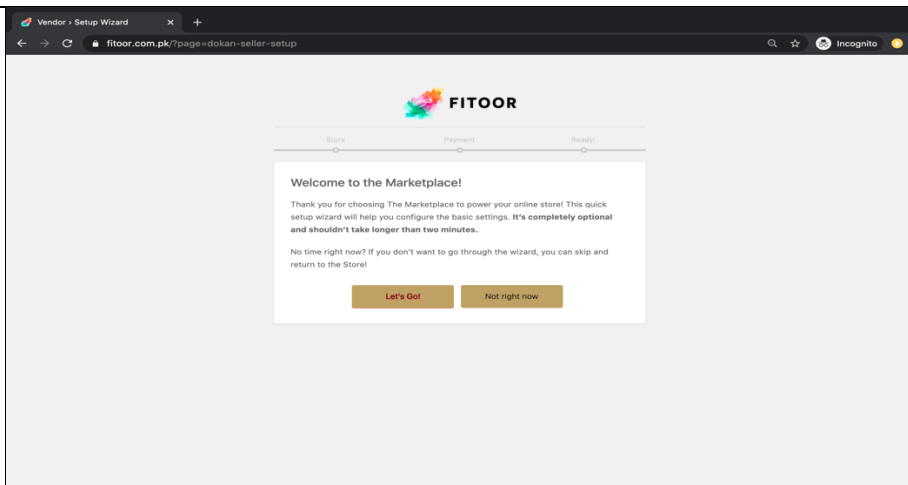 Vendor › Setup Wizard
fitoor.com.pk/?page=dokan-seller-setup
Incognito
FITOOR
Store Payment Ready!
Welcome to the Marketplace!
Thank you for choosing The Marketplace to power your online store! This quick
setup wizard will help you configure the basic settings. It's completely optional
and shouldn't take longer than two minutes.
No time right now? If you don't want to go through the wizard, you can skip and
return to the Store!
Let's Go! Not right now